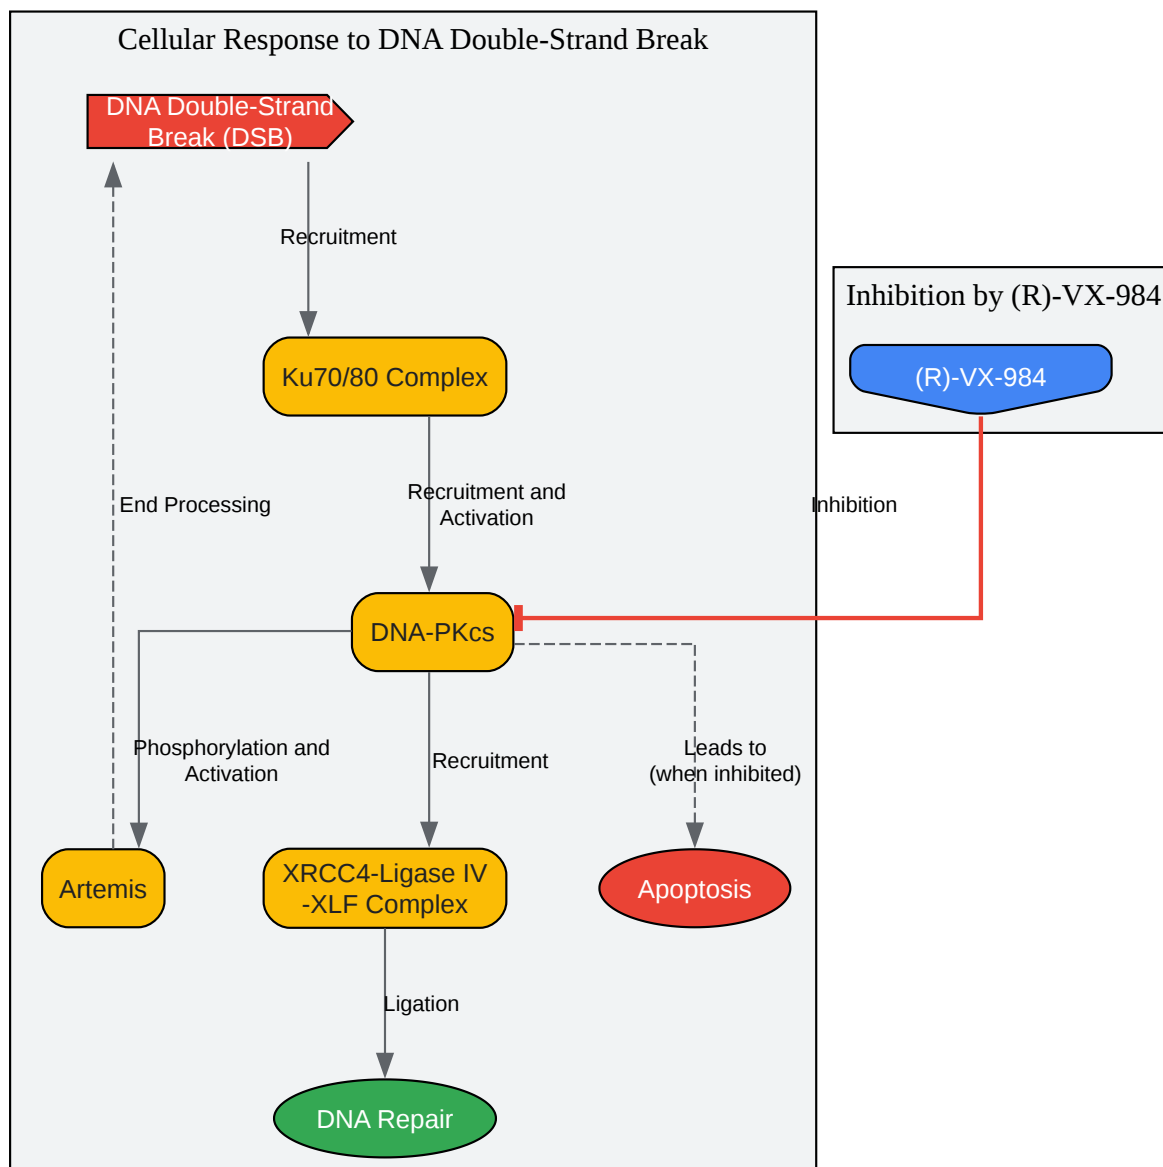 Cellular Response to DNA Double-Strand Break
DNA Double-Strand
Break (DSB)
Recruitment
Inhibition by (R)-VX-984
(R)-VX-984
Ku70/80 Complex
End Processing
Recruitment and
Activation
Inhibition
DNA-PKcs
Phosphorylation and
Activation
Recruitment
Leads to
(when inhibited)
Artemis
XRCC4-Ligase IV
-XLF Complex
Apoptosis
Ligation
DNA Repair